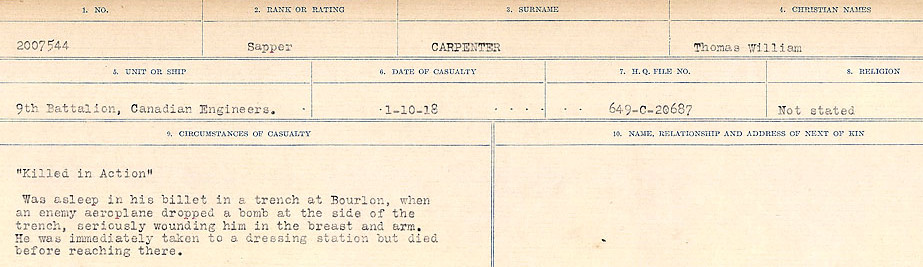 1. NO. 2. RANK OR RATING 3. SURNAME 4. CHRISTIAN NAMES
2007544 Sapper CARPENTER Thomas William
5. UNIT OR SHIP 6. DATE OF CASUALTY 7. H. Q. FILE NO. 8. RELIGION
9th Battalion, Canadian Engineers. 1-10-18 649-C-20687 Not stated
9. CIRCUMSTANCES OF CASUALTY 10. NAME, RELATIONSHIP AND ADDRESS OF NEXT OF KIN
"Killed in Action"
Was asleep in his billet in a trench at Bourlon, when
an enemy aeroplane dropped a bomb at the side of the
trench, seriously wounding him in the breast and arm.
He was immediately taken to a dressing station but died
before reaching there.